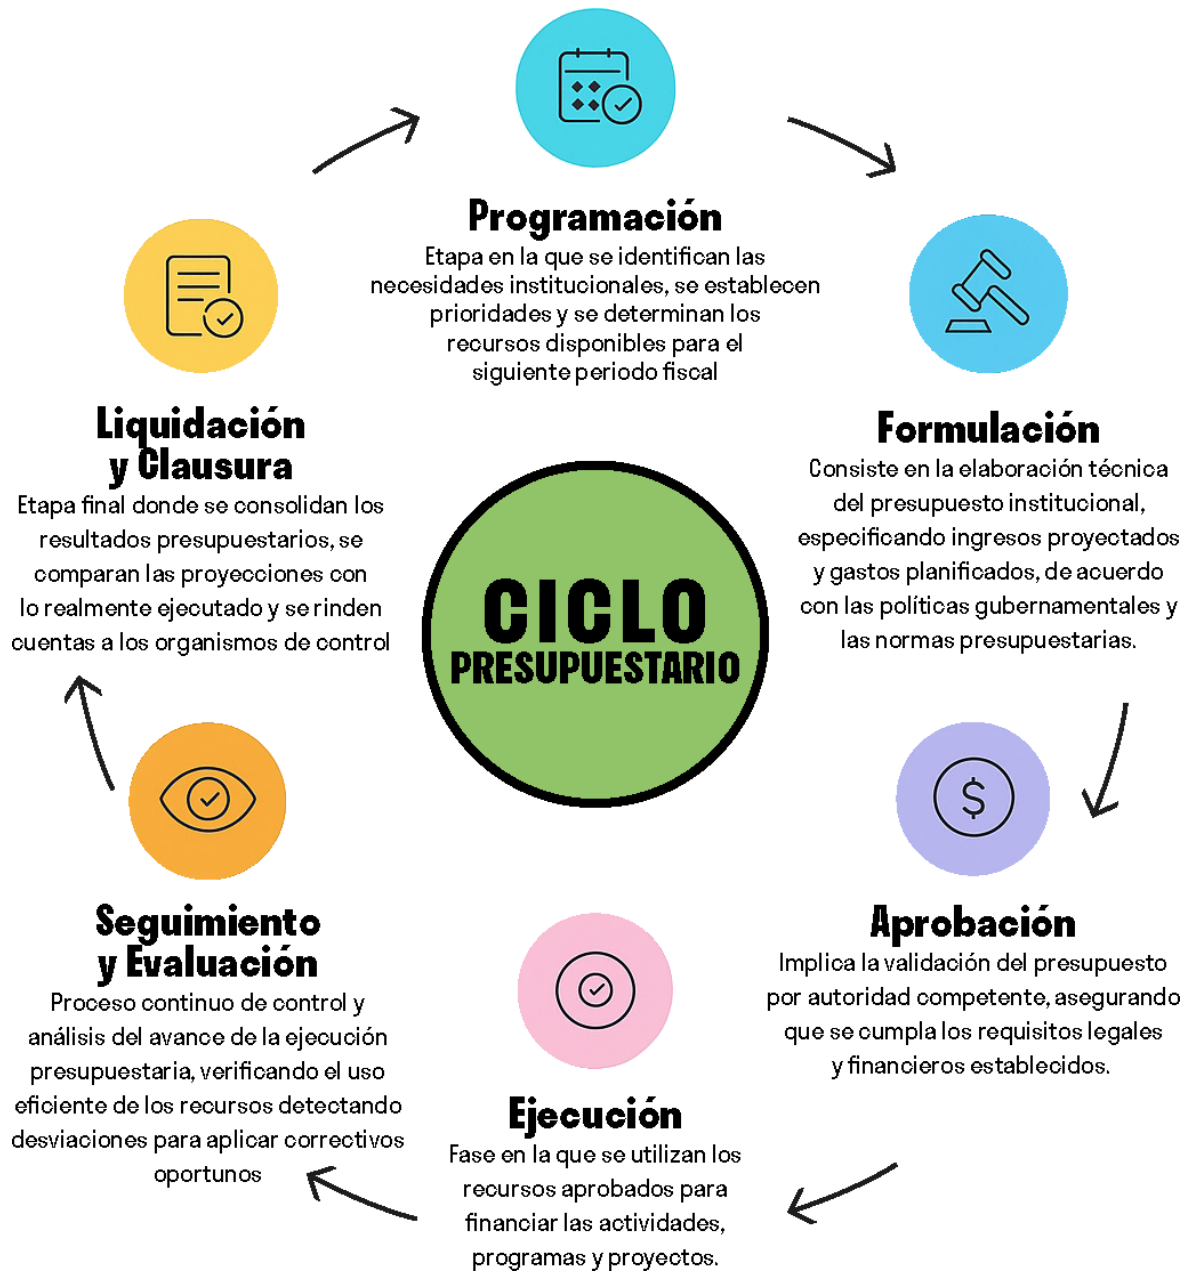 Programación
Etapa en la que se identifican las
necesidades institucionales, se establecen
prioridades y se determinan los
recursos disponibles para el
siguiente periodo fiscal
Formulación
Consiste en la elaboración técnica
del presupuesto institucional,
especificando ingresos proyectados
y gastos planificados, de acuerdo
con las políticas gubernamentales y
las normas presupuestarias.
$
Aprobación
Implica la validación del presupuesto
por autoridad competente, asegurando
que se cumpla los requisitos legales
y financieros establecidos.
Ejecución
Fase en la que se utilizan los
recursos aprobados para
financiar las actividades,
programas y proyectos.
Seguimiento
y Evaluación
Proceso continuo de control y
análisis del avance de la ejecución
presupuestaria, verificando el uso
eficiente de los recursos detectando
desviaciones para aplicar correctivos
oportunos
Liquidación
y Clausura
Etapa final donde se consolidan los
resultados presupuestarios, se
comparan las proyecciones con
lo realmente ejecutado y se rinden
cuentas a los organismos de control
CICLO
PRESUPUESTARIO